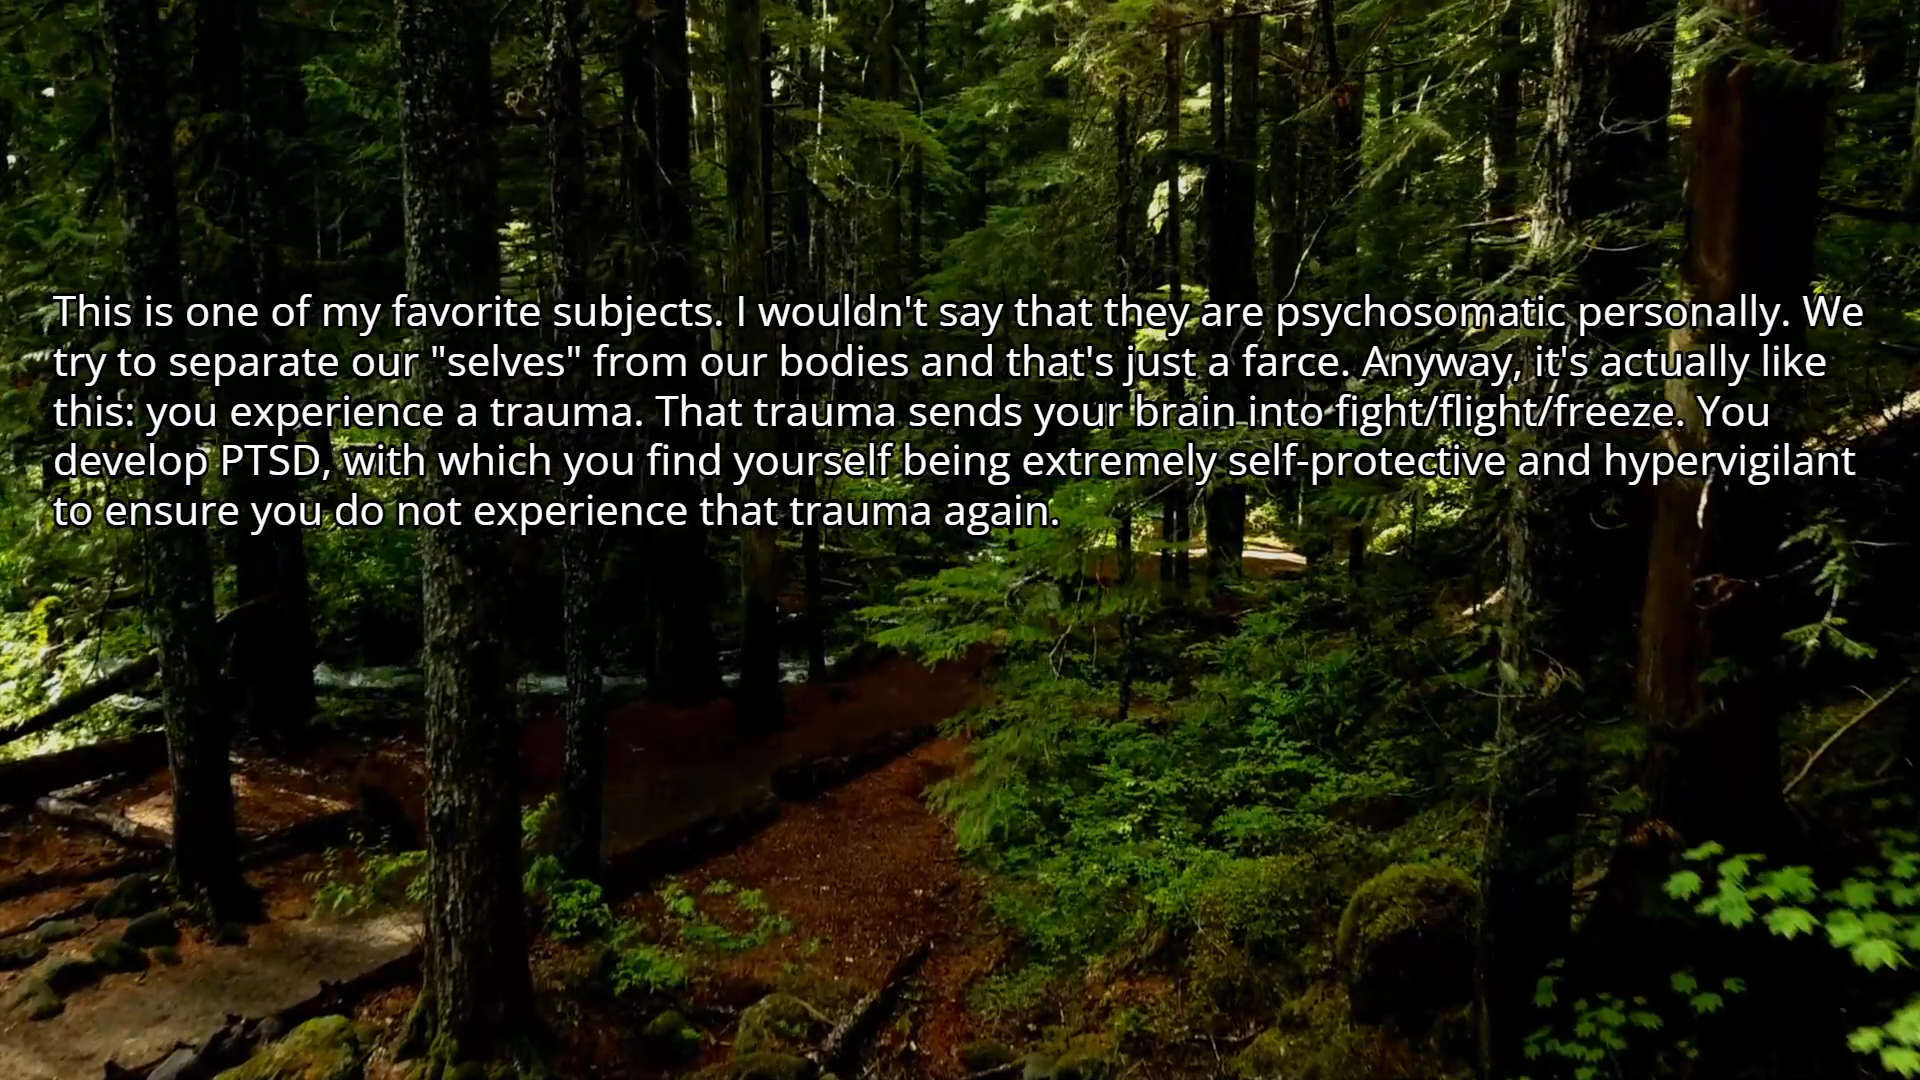 This is one of my favorite subjects. I wouldn't say that they are psychosomatic personally. We
try to separate our "selves" from our bodies and that's just a farce. Anyway, it's actually like
this: you experience a trauma. That trauma sends your brain into fight/flight/freeze. You
develop PTSD, with which you find yourself being extremely self-protective and hypervigilant
to ensure you do not experience that trauma again.